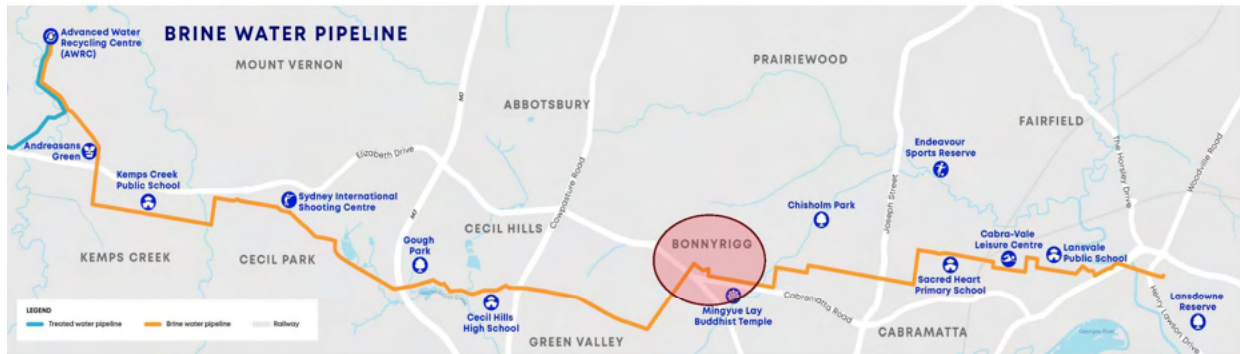 BRINE WATER PIPELINE
Advanced Water
Recycling Centre
(AWRC)
MOUNT VERNON
PRAIRIEWOOD
ABBOTSBURY
FAIRFIELD
M7
Elizabeth Drive
Cowpasture Road
Joseph Street
The Horsley Drive
Woodville Road
Andreasans
Green
Kemps Creek
Public School
Sydney International
Shooting Centre
Endeavour
Sports Reserve
Chisholm Park
M7
Gough
Park
CECIL HILLS
BONNYRIGG
Cabra-Vale
Leisure Centre
Lansvale
Public School
KEMPS CREEK
CECIL PARK
Sacred Heart
Primary School
Cecil Hills
High School
Mingyue Lay
Buddhist Temple
Cabramatta Road
CABRAMATTA
Henry Lawson Drive
Lansdowne
Reserve
GREEN VALLEY
Georges River
LEGEND
Treated water pipeline
Brine water pipeline
Railway